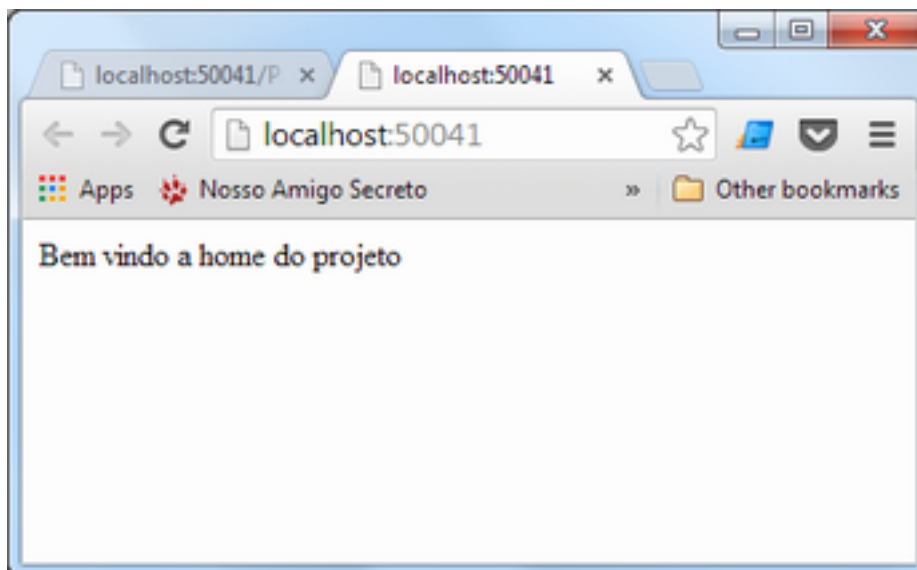 localhost:50041/P localhost:50041
localhost:50041
Apps Nosso Amigo Secreto » Other bookmarks
Bem vindo a home do projeto